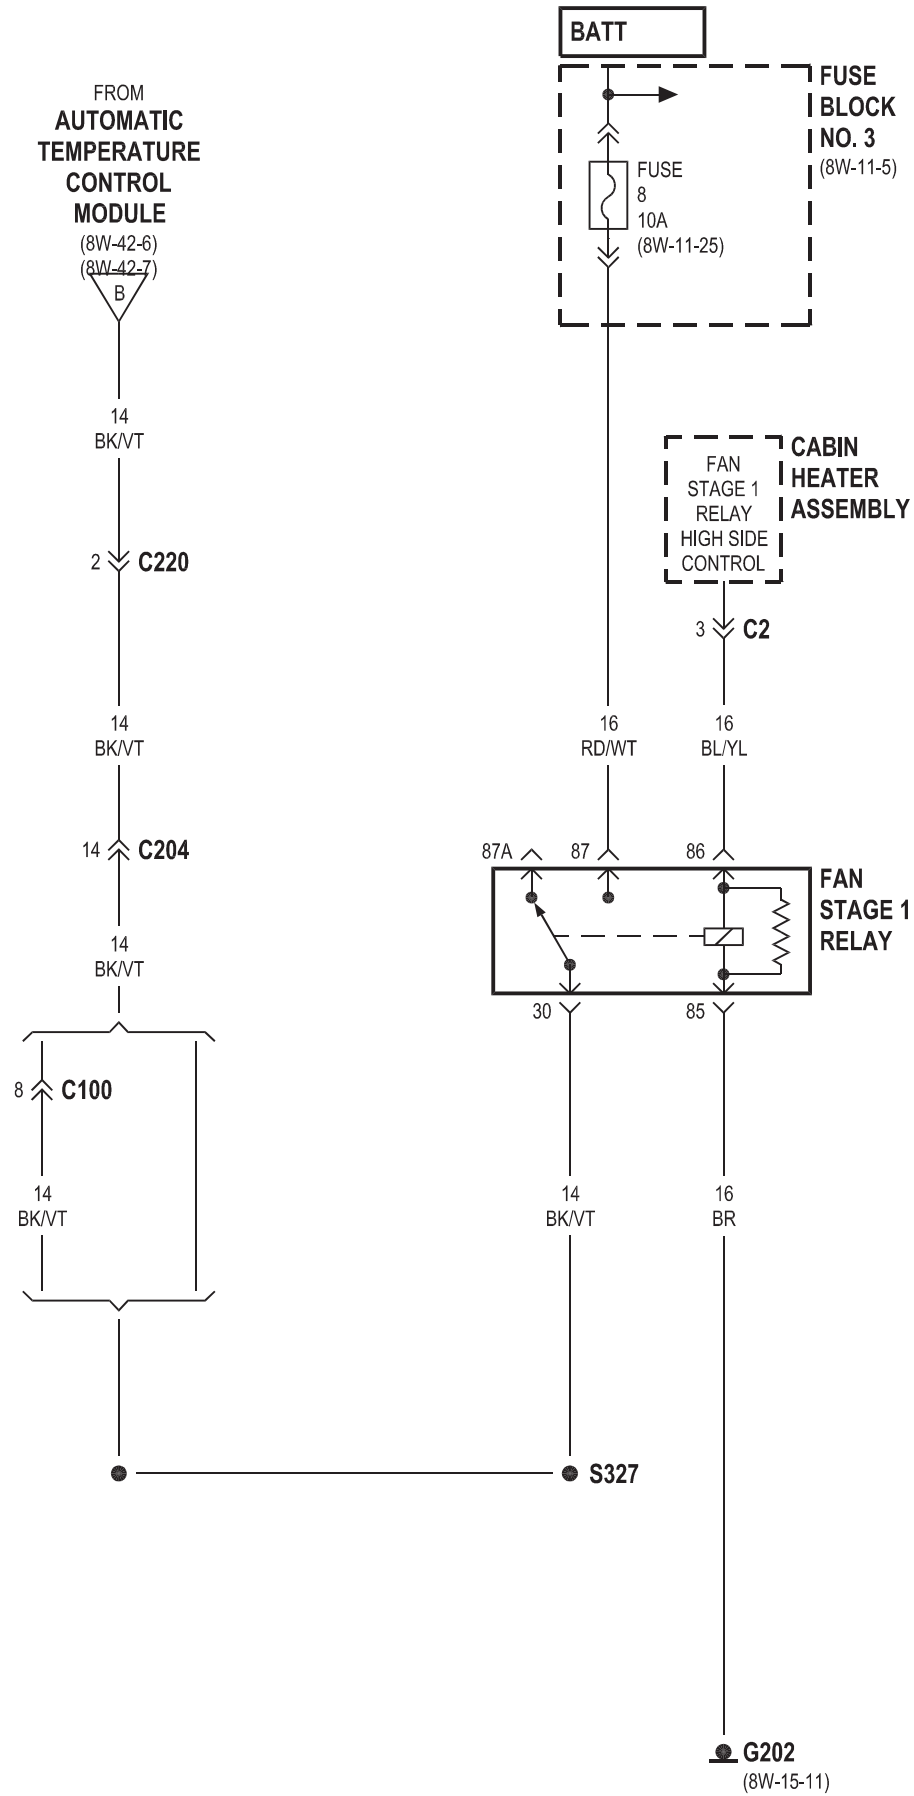 BATT
FUSE
BLOCK
NO. 3
(8W-11-5)
FUSE
8
10A
(8W-11-25)
FROM
AUTOMATIC
TEMPERATURE
CONTROL
MODULE
(8W-42-6)
(8W-42-7)
B
14
BK/VT
CABIN
HEATER
ASSEMBLY
FAN
STAGE 1
RELAY
HIGH SIDE
CONTROL
2 C220
3 C2
14
BK/VT
16
RD/WT
16
BL/YL
14 C204
87A
87
86
FAN
STAGE 1
RELAY
14
BK/VT
30
85
8 C100
14
BK/VT
14
BK/VT
16
BR
S327
G202
(8W-15-11)